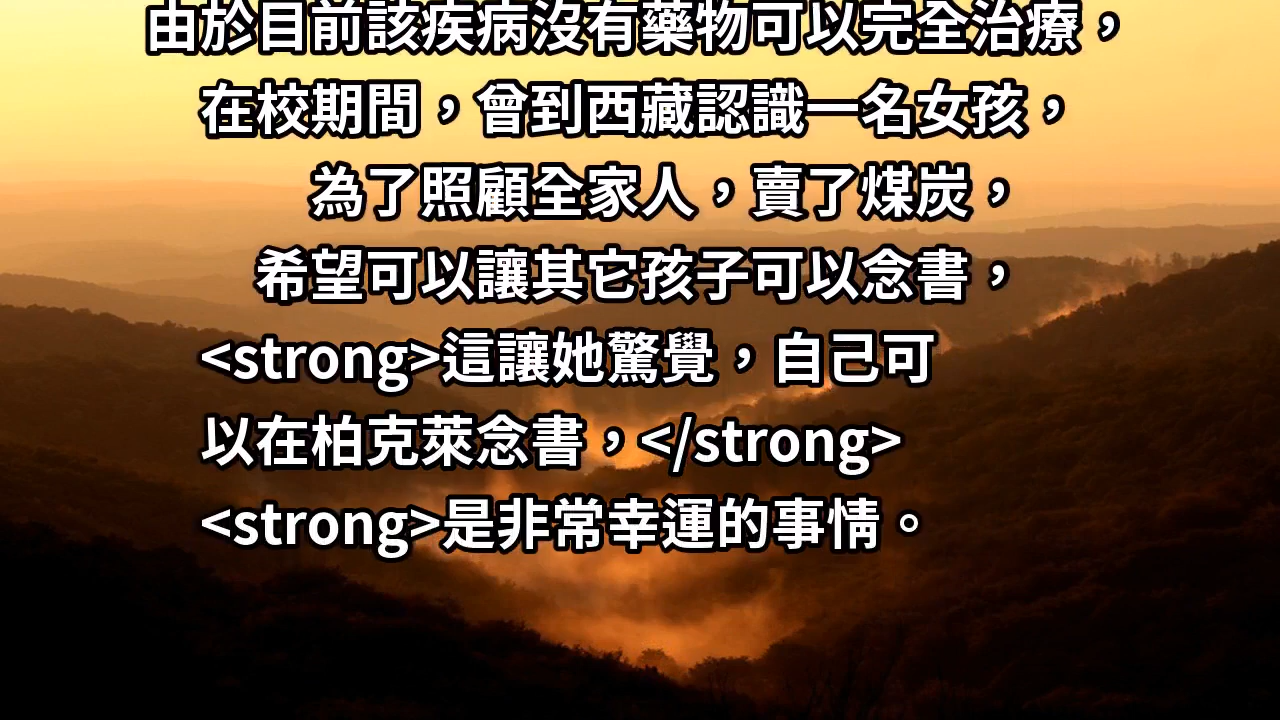 由於目前該疾病沒有藥物可以完全治療，
在校期間，曾到西藏認識一名女孩，
為了照顧全家人，賣了煤炭，
希望可以讓其它孩子可以念書，
<strong>這讓她驚覺，自己可
以在柏克萊念書，</strong>
<strong>是非常幸運的事情。